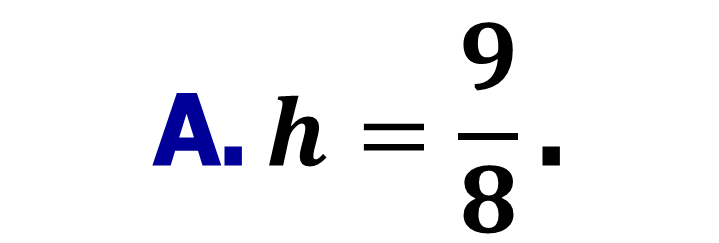 A. h = 9/8.